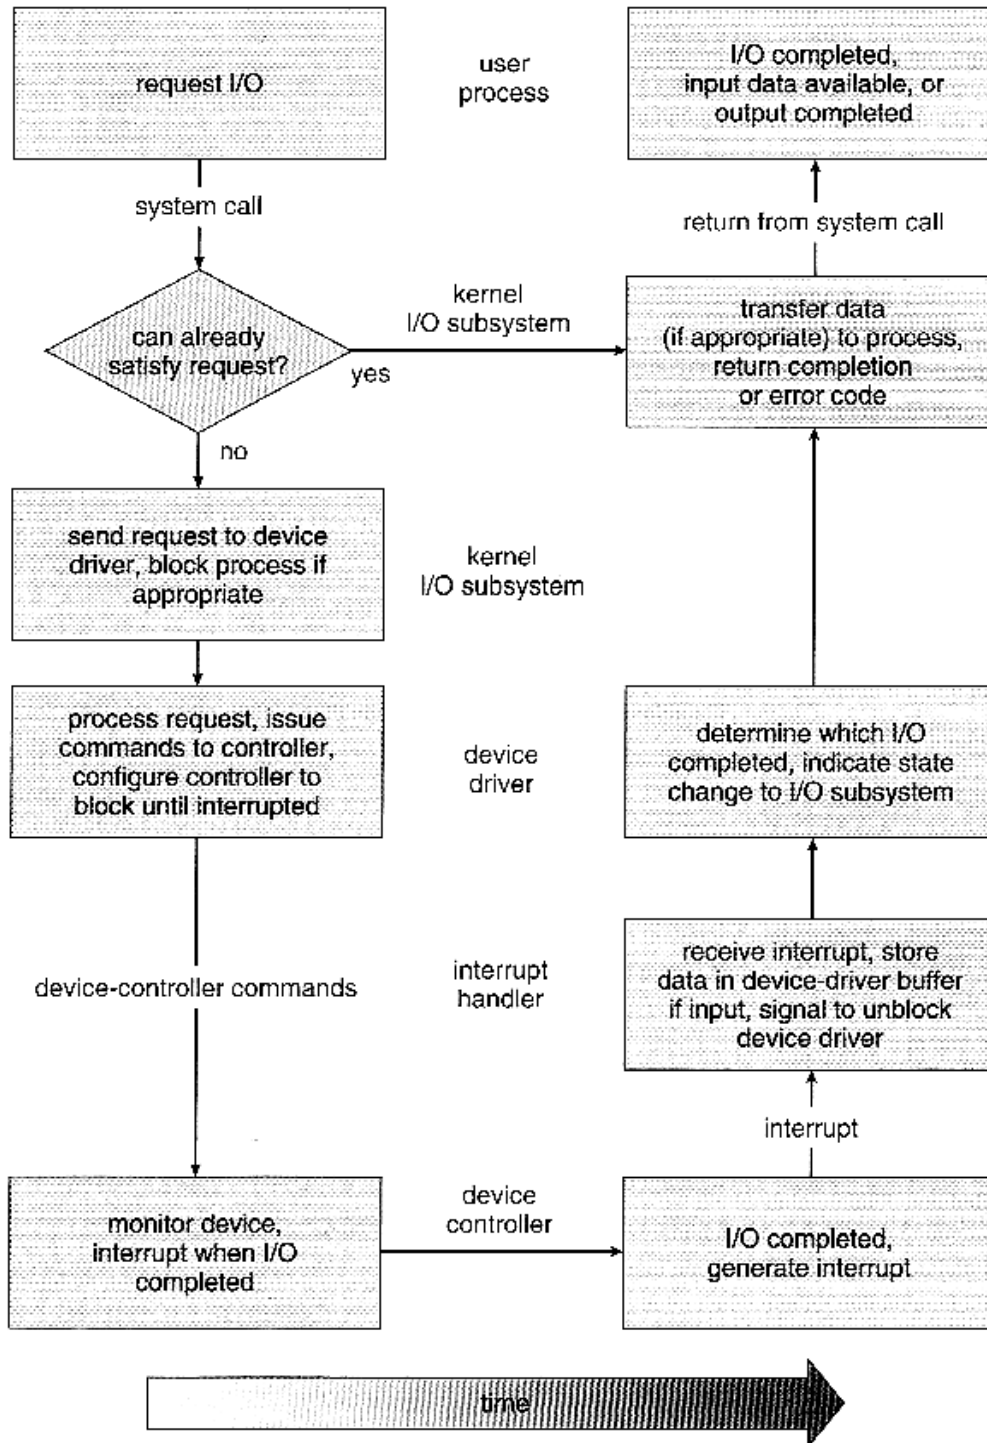 request I/O
user
process
I/O completed,
input data available, or
output completed
system call
return from system call
kernel
I/O subsystem
can already
satisfy request?
yes
transfer data
(if appropriate) to process,
return completion
or error code
no
send request to device
driver, block process if
appropriate
kernel
I/O subsystem
process request, issue
commands to controller,
configure controller to
block until interrupted
device
driver
determine which I/O
completed, indicate state
change to I/O subsystem
device-controller commands
interrupt
handler
receive interrupt, store
data in device-driver buffer
if input, signal to unblock
device driver
interrupt
monitor device,
interrupt when I/O
completed
device
controller
I/O completed,
generate interrupt
time